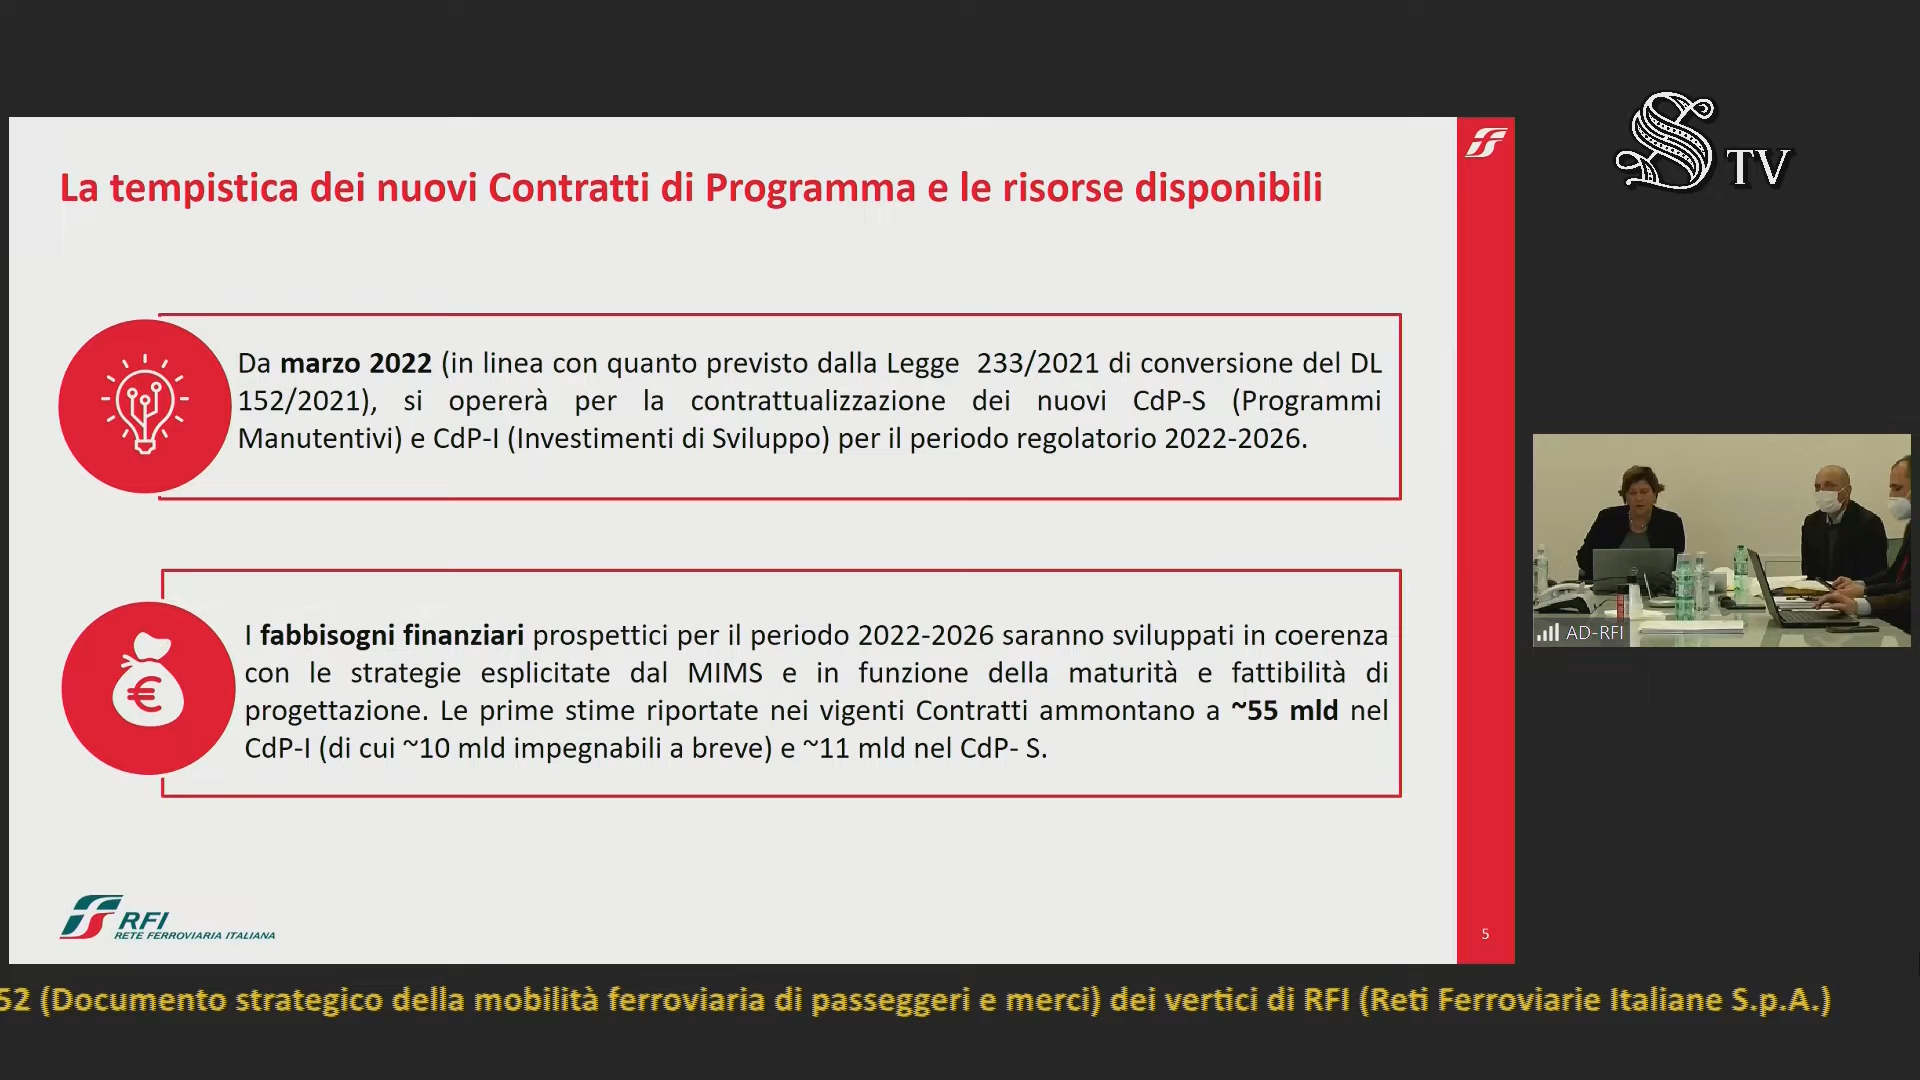 La tempistica dei nuovi Contratti di Programma e le risorse disponibili
TV
Da marzo 2022 (in linea con quanto previsto dalla Legge 233/2021 di conversione del DL
152/2021), si opererà per la contrattualizzazione dei nuovi CdP-S (Programmi
Manutentivi) e CdP-I (Investimenti di Sviluppo) per il periodo regolatorio 2022-2026.
I fabbisogni finanziari prospettici per il periodo 2022-2026 saranno sviluppati in coerenza
con le strategie esplicitate dal MIMS e in funzione della maturità e fattibilità di
progettazione. Le prime stime riportate nei vigenti Contratti ammontano a ~55 mld nel
CdP-I (di cui ~10 mld impegnabili a breve) e ~11 mld nel CdP- S.
AD-RFI
RFI
RETE FERROVIARIA ITALIANA
5
52 (Documento strategico della mobilità ferroviaria di passeggeri e merci) dei vertici di RFI (Reti Ferroviarie Italiane S.p.A.)